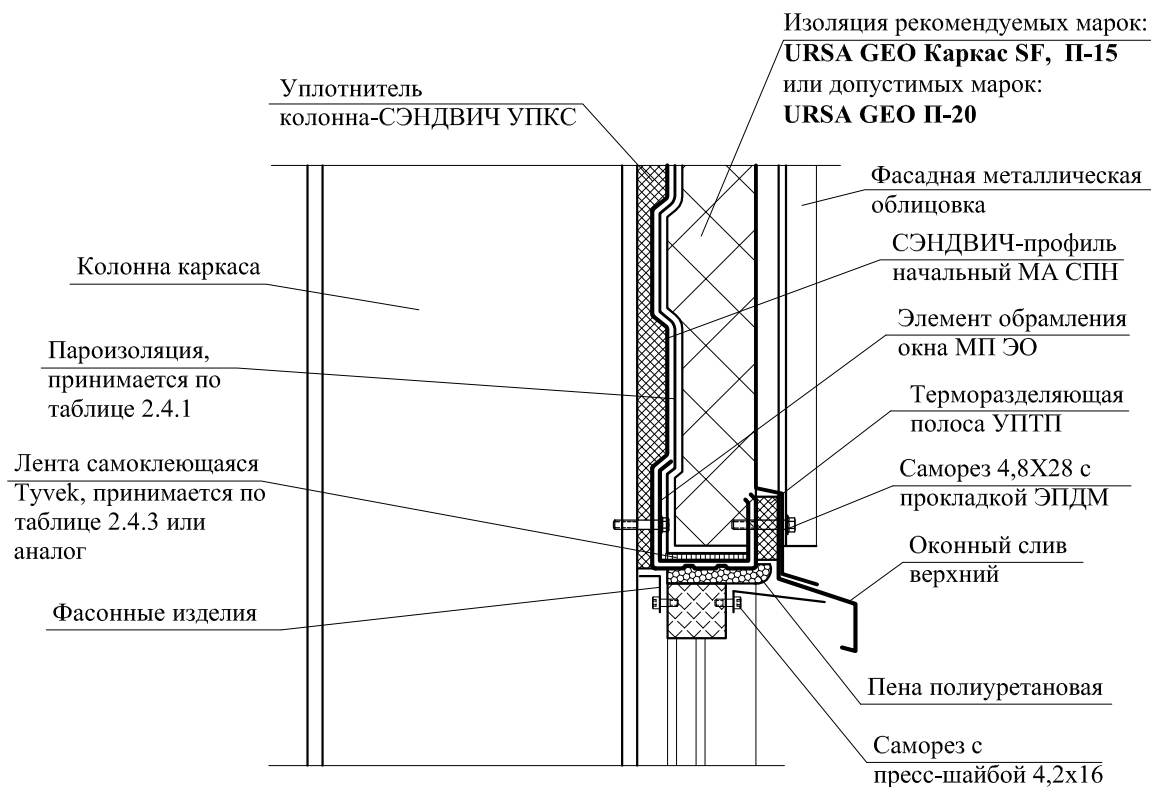 Изоляция рекомендуемых марок:
URSA GEO Каркас SF, П-15
или допустимых марок:
URSA GEO П-20
Уплотнитель
колонна-СЭНДВИЧ УПКС
Фасадная металлическая
облицовка
СЭНДВИЧ-профиль
начальный МА СПН
Колонна каркаса
Элемент обрамления
окна МП ЭО
Пароизоляция,
принимается по
таблице 2.4.1
Терморазделяющая
полоса УПТП
Лента самоклеющаяся
Tyvek, принимается по
таблице 2.4.3 или
аналог
Саморез 4,8Х28 с
прокладкой ЭПДМ
Оконный слив
верхний
Фасонные изделия
Пена полиуретановая
Саморез с
пресс-шайбой 4,2х16